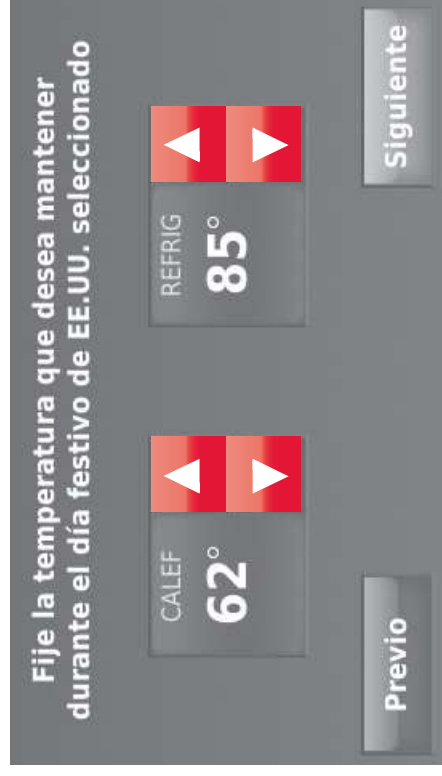 Fije la temperatura que desea mantener
durante el día festivo de EE.UU. seleccionado
CALEF
62°
REFRIG
85°
Previo
Siguiente